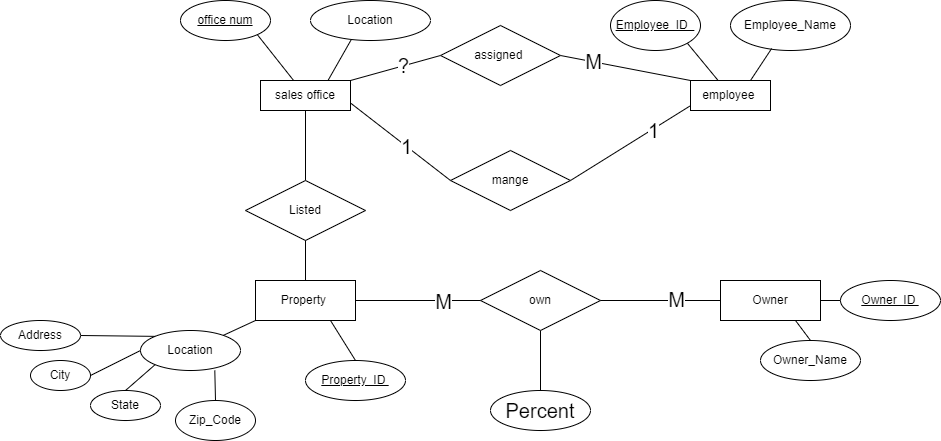 office num
Location
Employee_ID
Employee_Name
assigned
?
M
sales office
employee
1
1
mange
Listed
Property
M
own
M
Owner
Owner_ID
Address
Location
City
State
Zip_Code
Property_ID
Owner_Name
Percent